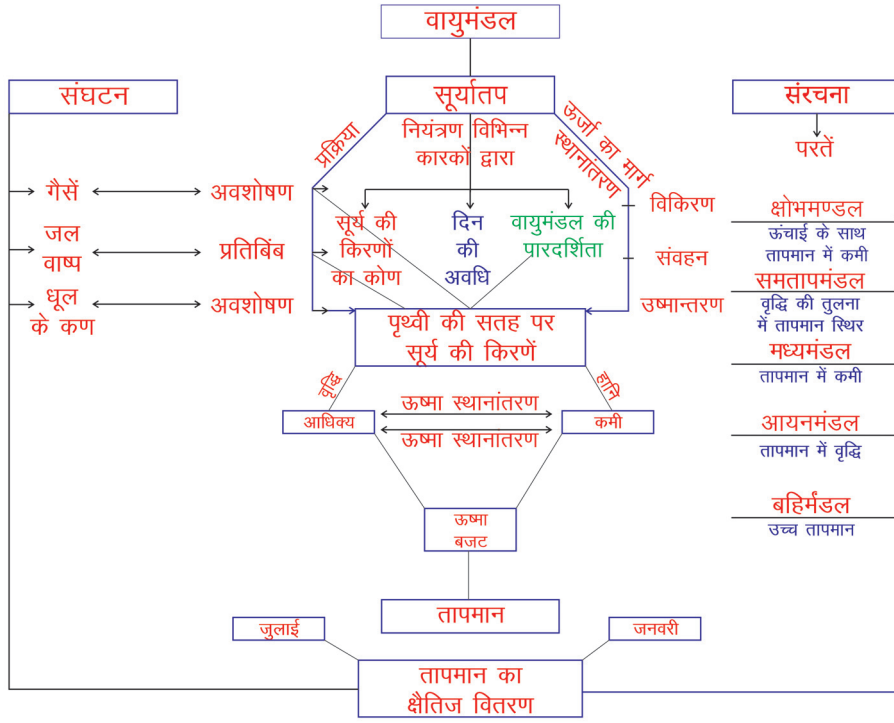 वायुमंडल
संघटन
सूर्यातप
संरचना
प्रक्रिया
नियंत्रण विभिन्न
कारकों द्वारा
ऊर्जा का मार्ग
स्थानांतरण
परतें
गैसें
अवशोषण
जल
वाष्प
प्रतिबिंब
धूल
के कण
अवशोषण
सूर्य की
किरणों
का कोण
दिन
की
अवधि
वायुमंडल की
पारदर्शिता
विकिरण
संवहन
उष्मान्तरण
क्षोभमण्डल
ऊंचाई के साथ
तापमान में कमी
समतापमंडल
वृद्धि की तुलना
में तापमान स्थिर
मध्यमंडल
तापमान में कमी
आयनमंडल
तापमान में वृद्धि
बहिर्मंडल
उच्च तापमान
पृथ्वी की सतह पर
सूर्य की किरणें
वृद्धि
हानि
आधिक्य
ऊष्मा स्थानांतरण
ऊष्मा स्थानांतरण
कमी
ऊष्मा
बजट
तापमान
जुलाई
जनवरी
तापमान का
क्षैतिज वितरण